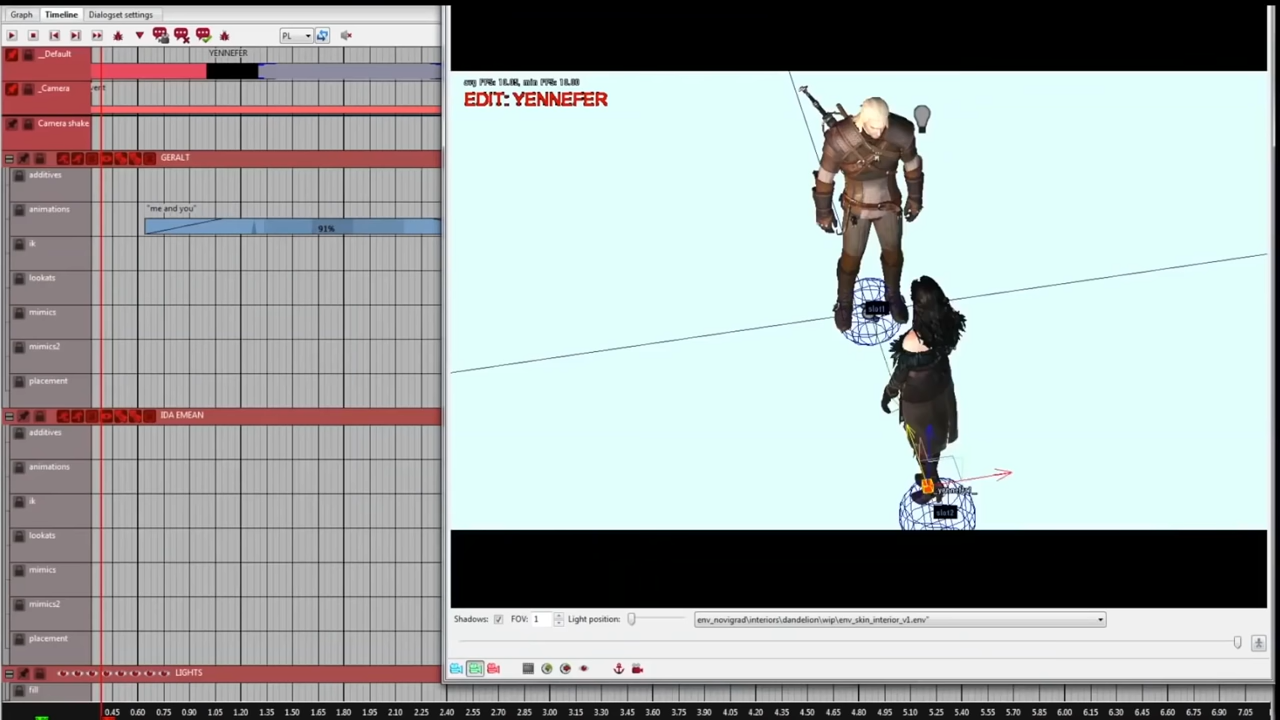 Graph Timeline Dialogset settings
PL
YENNEFER
_Default
_Camera
Camera shake
GERALT
additives
"me and you"
animations
91%
ik
lookats
mimics
mimics2
placement
IDA EMEAN
additives
animations
ik
lookats
mimics
mimics2
placement
LIGHTS
fill
EDIT: YENNEFER
slot1
slot2
Shadows: FOV: 1 Light position: env_novigrad\interiors\dandelion\wip\env_skin_interior_v1.env"
0.45 0.60 0.75 0.90 1.05 1.20 1.35 1.50 1.65 1.80 1.95 2.10 2.25 2.40 2.55 2.70 2.85 3.00 3.15 3.30 3.45 3.60 3.75 3.90 4.05 4.20 4.35 4.50 4.65 4.80 4.95 5.10 5.25 5.40 5.55 5.70 5.85 6.00 6.15 6.30 6.45 6.60 6.75 6.90 7.05